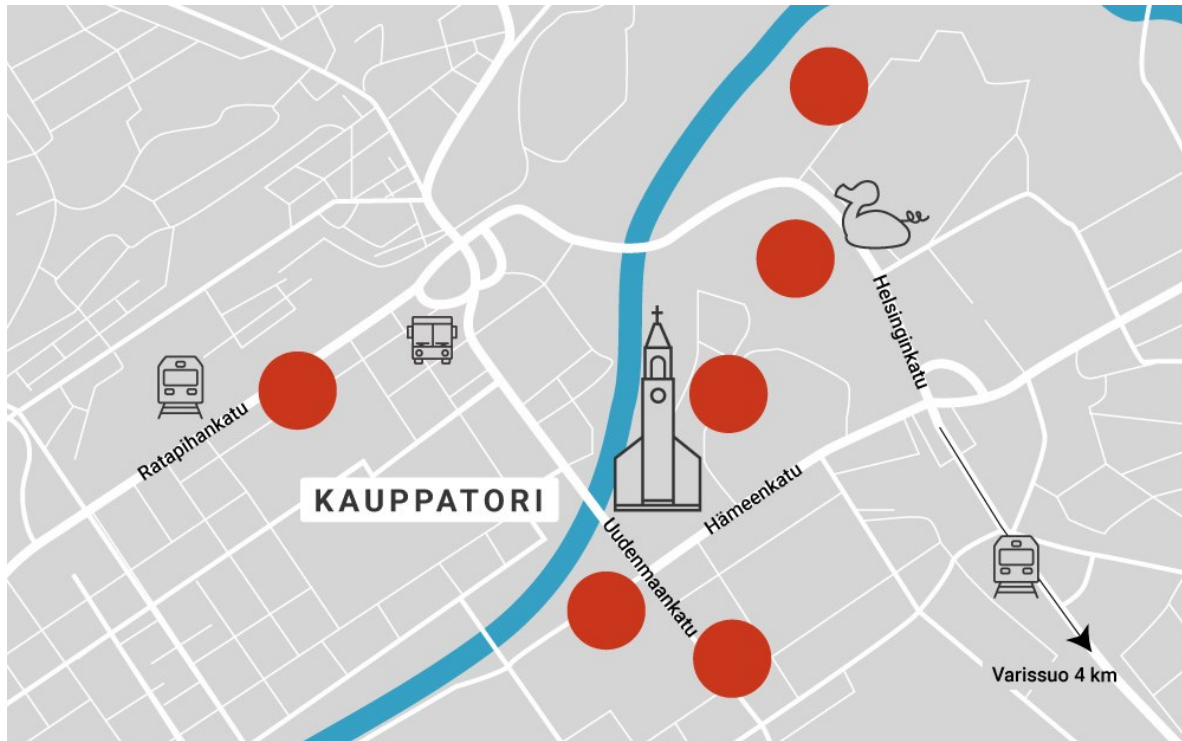 Helsinginkatu
Ratapihankatu
KAUPPATORI
Hämeenkatu
Uudenmaankatu
Varissuo 4 km